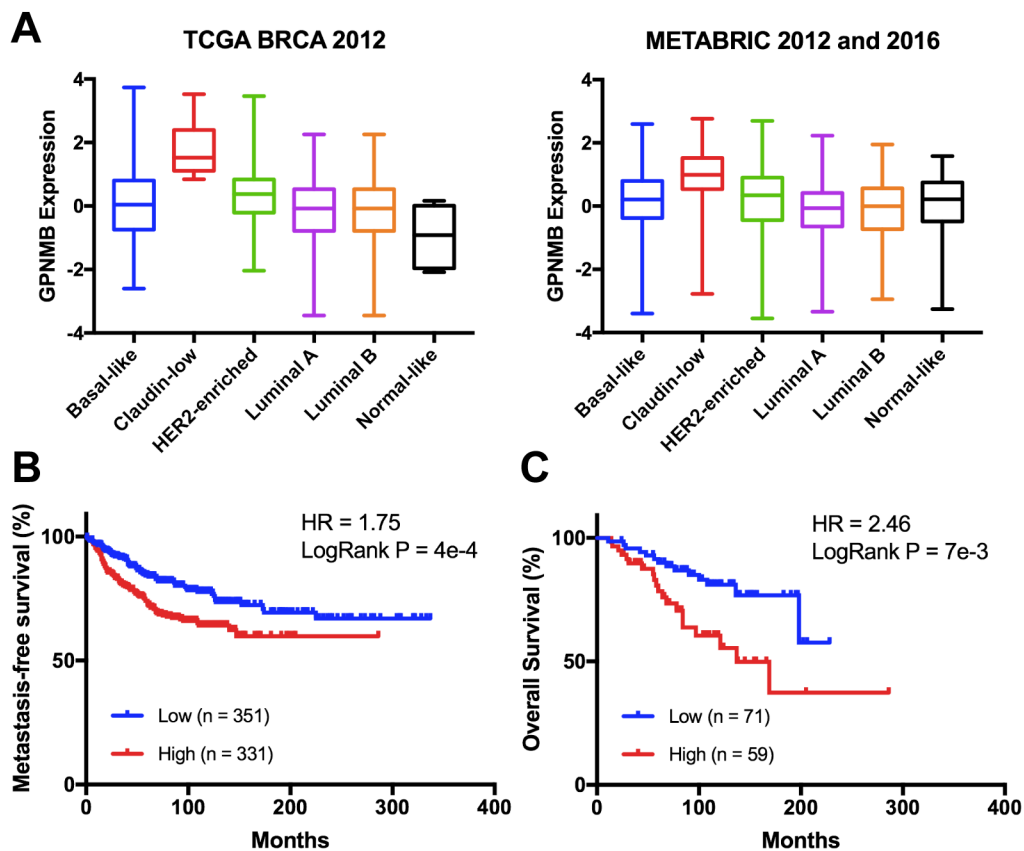 A
TCGA BRCA 2012
METABRIC 2012 and 2016
GPNMB Expression
4
2
0
-2
-4
Basal-like
Claudin-low
HER2-enriched
Luminal A
Luminal B
Normal-like
GPNMB Expression
4
2
0
-2
-4
Basal-like
Claudin-low
HER2-enriched
Luminal A
Luminal B
Normal-like
B
Metastasis-free survival (%)
100
50
0
HR = 1.75
LogRank P = 4e-4
Low (n = 351)
High (n = 331)
0 100 200 300 400
Months
C
Overall Survival (%)
100
50
0
HR = 2.46
LogRank P = 7e-3
Low (n = 71)
High (n = 59)
0 100 200 300 400
Months